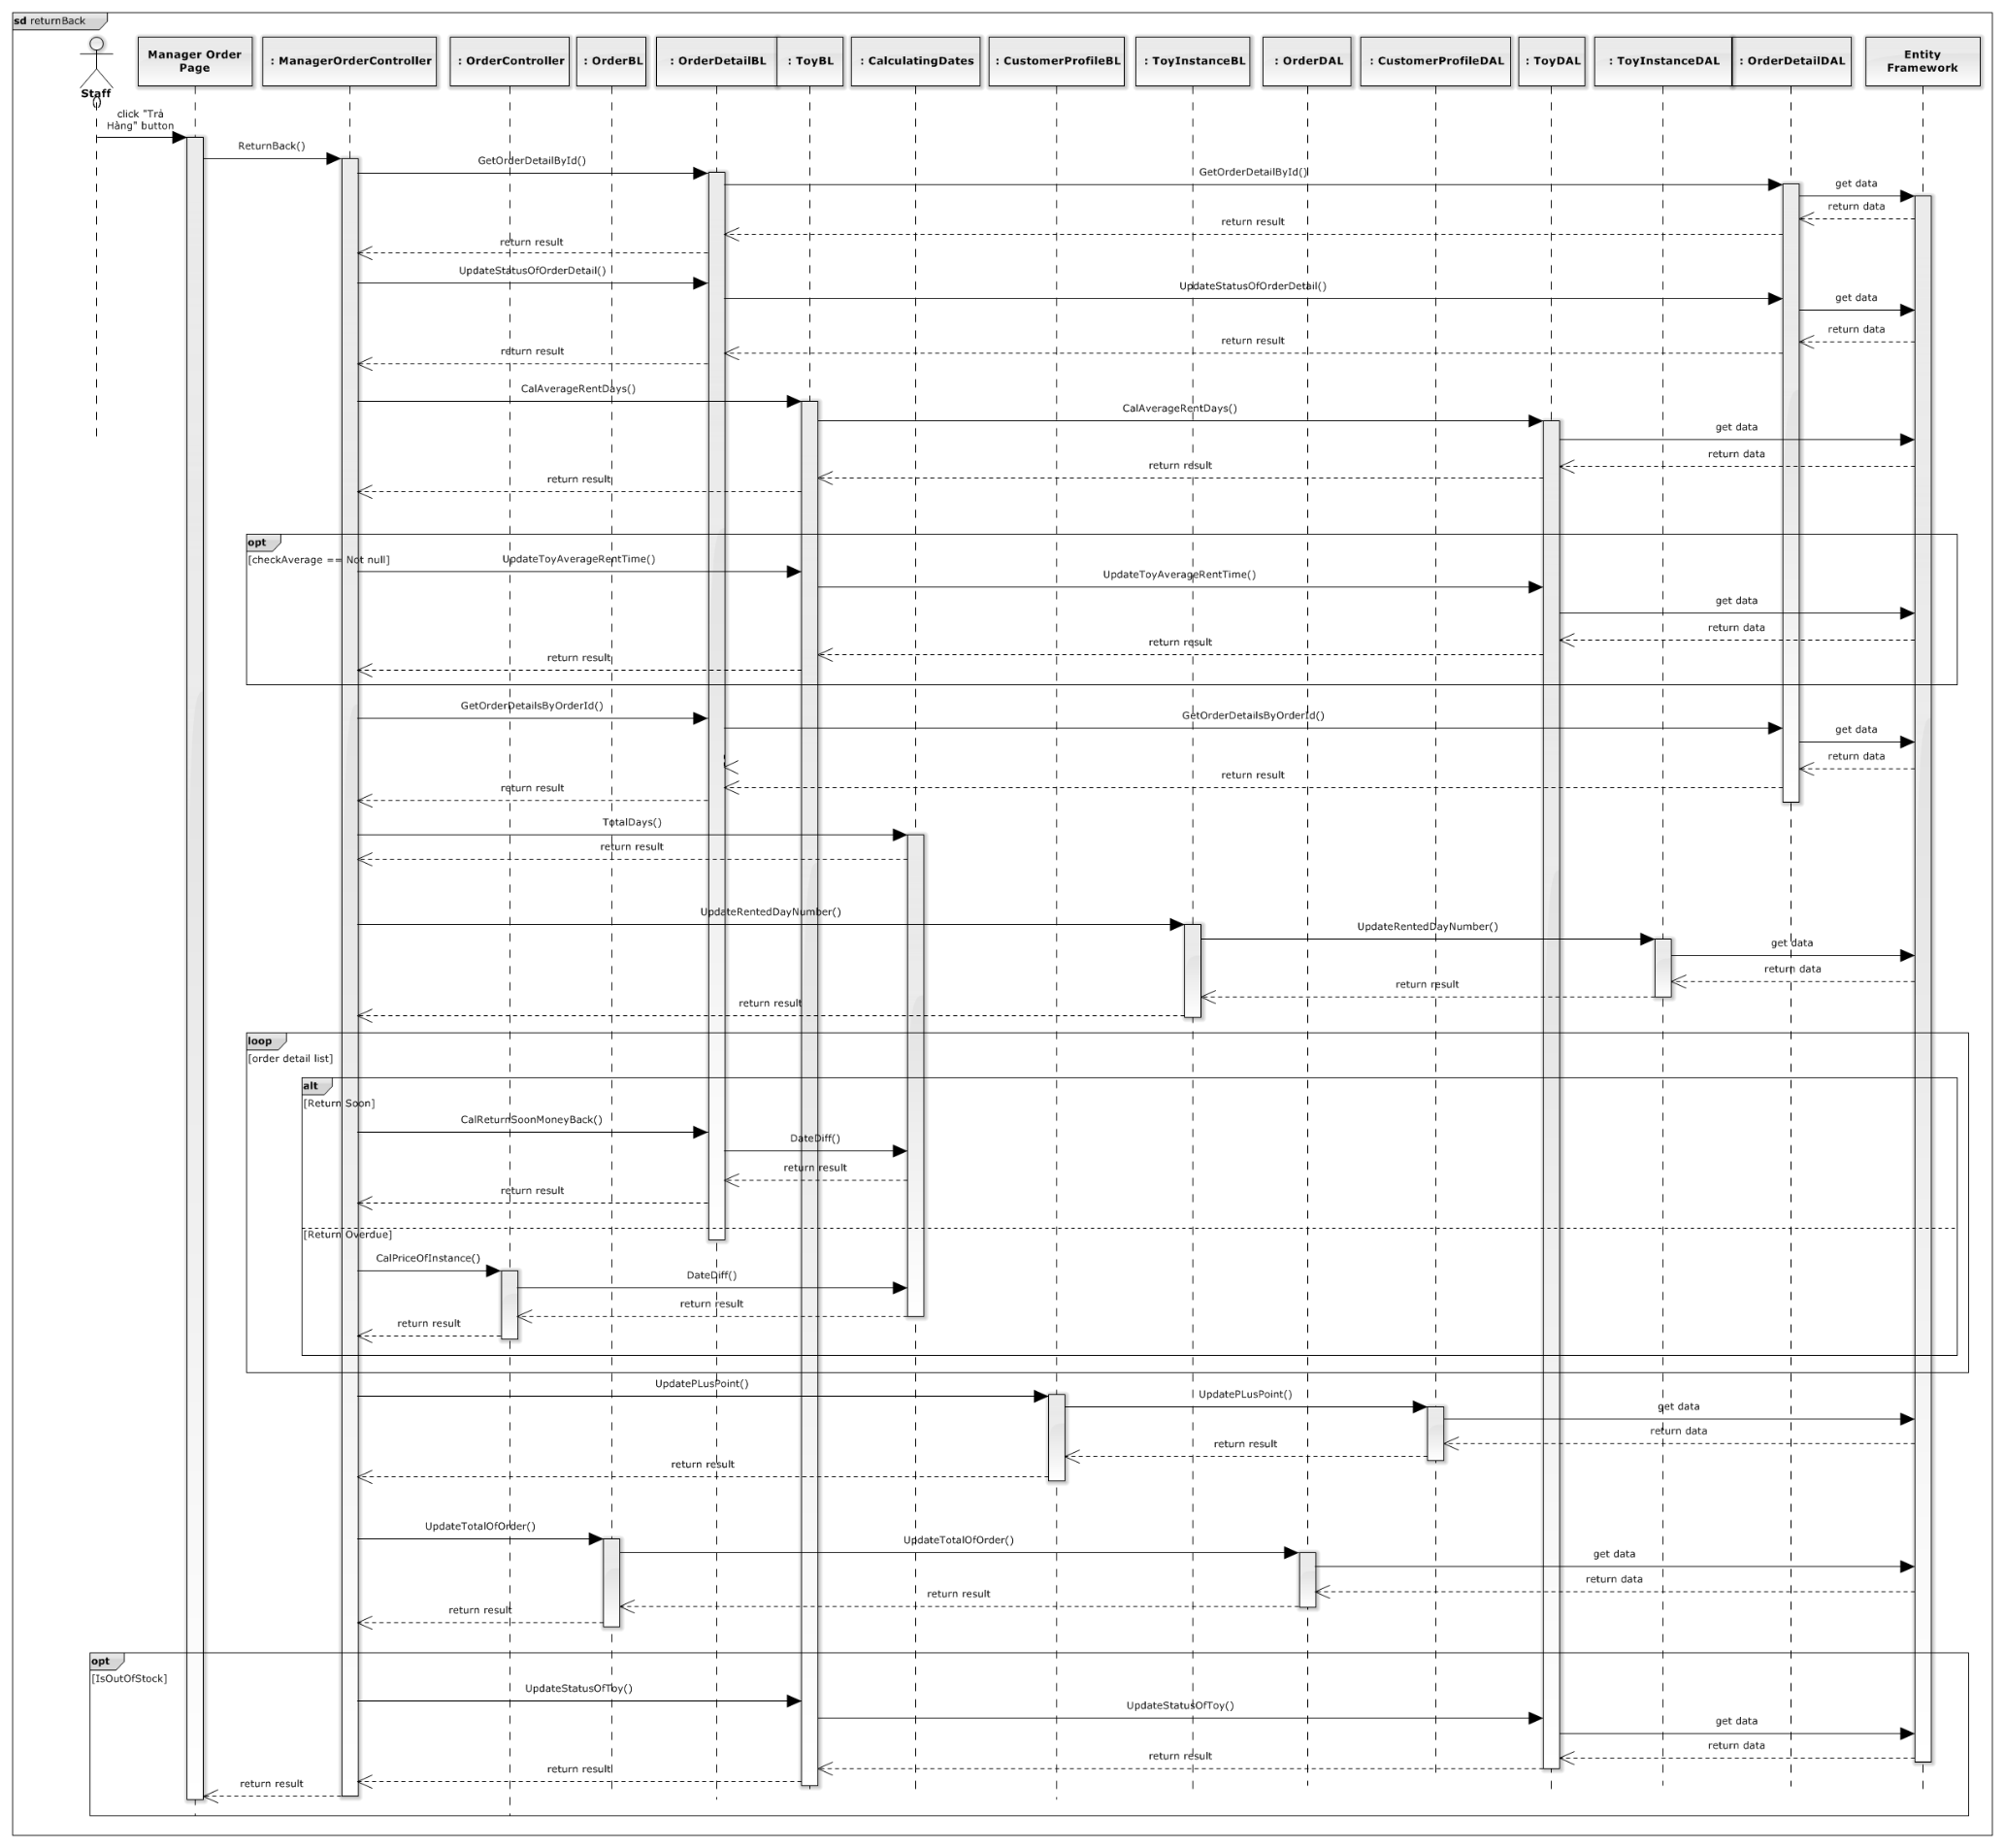 sd returnBack
Manager Order
Page
: ManagerOrderController
: OrderController
: OrderBL
: OrderDetailBL
: ToyBL
: CalculatingDates
: CustomerProfileBL
: ToyInstanceBL
: OrderDAL
: CustomerProfileDAL
: ToyDAL
: ToyInstanceDAL
: OrderDetailDAL
Entity
Framework
Staff
click "Trả
Hàng" button
ReturnBack()
GetOrderDetailById()
GetOrderDetailById()
get data
return data
return result
return result
UpdateStatusOfOrderDetail()
UpdateStatusOfOrderDetail()
get data
return data
return result
return result
CalAverageRentDays()
CalAverageRentDays()
get data
return data
return result
return result
opt
[checkAverage == Not null]
UpdateToyAverageRentTime()
UpdateToyAverageRentTime()
get data
return data
return result
return result
GetOrderDetailsByOrderId()
GetOrderDetailsByOrderId()
get data
return data
return result
return result
TotalDays()
return result
UpdateRentedDayNumber()
UpdateRentedDayNumber()
get data
return data
return result
return result
loop
[order detail list]
alt
[Return Soon]
CalReturnSoonMoneyBack()
DateDiff()
return result
return result
[Return Overdue]
CalPriceOfInstance()
DateDiff()
return result
return result
UpdatePLusPoint()
UpdatePLusPoint()
get data
return data
return result
return result
UpdateTotalOfOrder()
UpdateTotalOfOrder()
get data
return data
return result
return result
opt
[IsOutOfStock]
UpdateStatusOfToy()
UpdateStatusOfToy()
get data
return data
return result
return result
return result